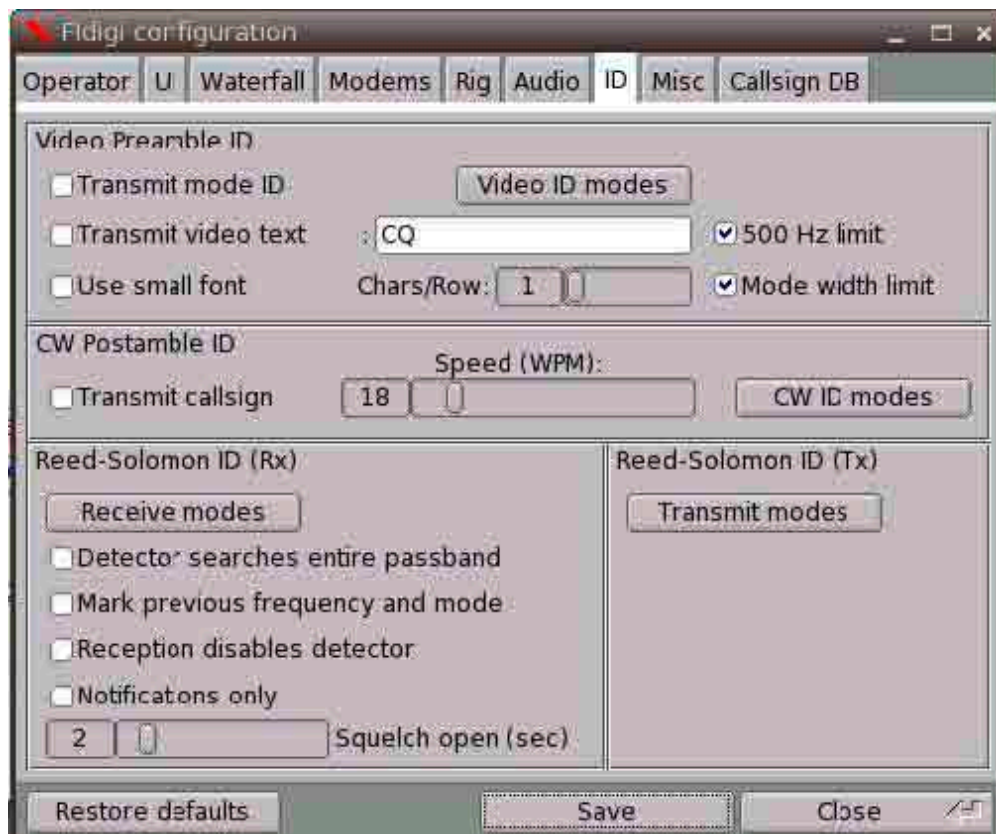 Fldigi configuration
Operator UI Waterfall Modems Rig Audio ID Misc Callsign DB
Video Preamble ID
Transmit mode ID Video ID modes
Transmit video text : CQ 500 Hz limit
Use small font Chars/Row: 1 Mode width limit
CW Postamble ID
Speed (WPM):
Transmit callsign 18 CW ID modes
Reed-Solomon ID (Rx) Reed-Solomon ID (Tx)
Receive modes Transmit modes
Detector searches entire passband
Mark previous frequency and mode
Reception disables detector
Notifications only
2 Squelch open (sec)
Restore defaults Save Close